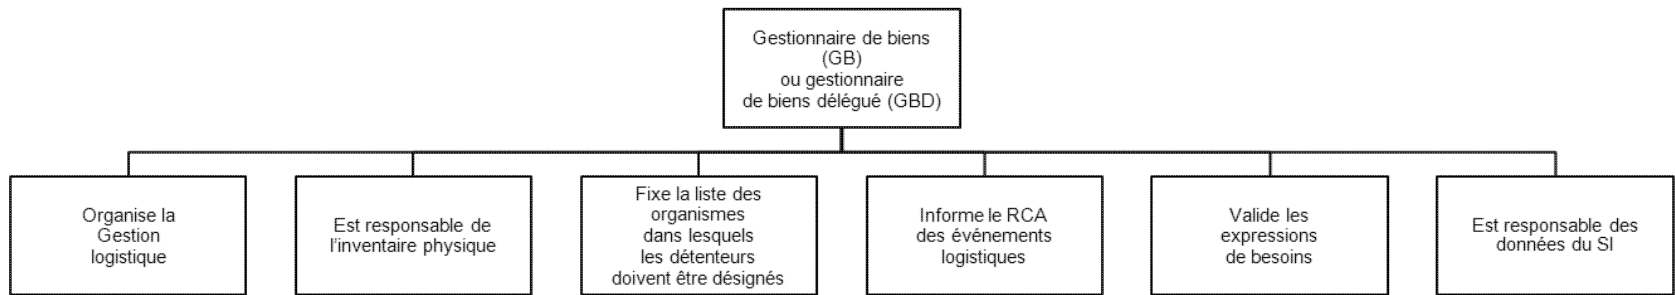 Gestionnaire de biens
(GB)
ou gestionnaire
de biens délégué (GBD)
Organise la
Gestion
logistique
Est responsable de
l’inventaire physique
Fixe la liste des
organismes
dans lesquels
les détenteurs
doivent être désignés
Informe le RCA
des événements
logistiques
Valide les
expressions
de besoins
Est responsable des
données du SI